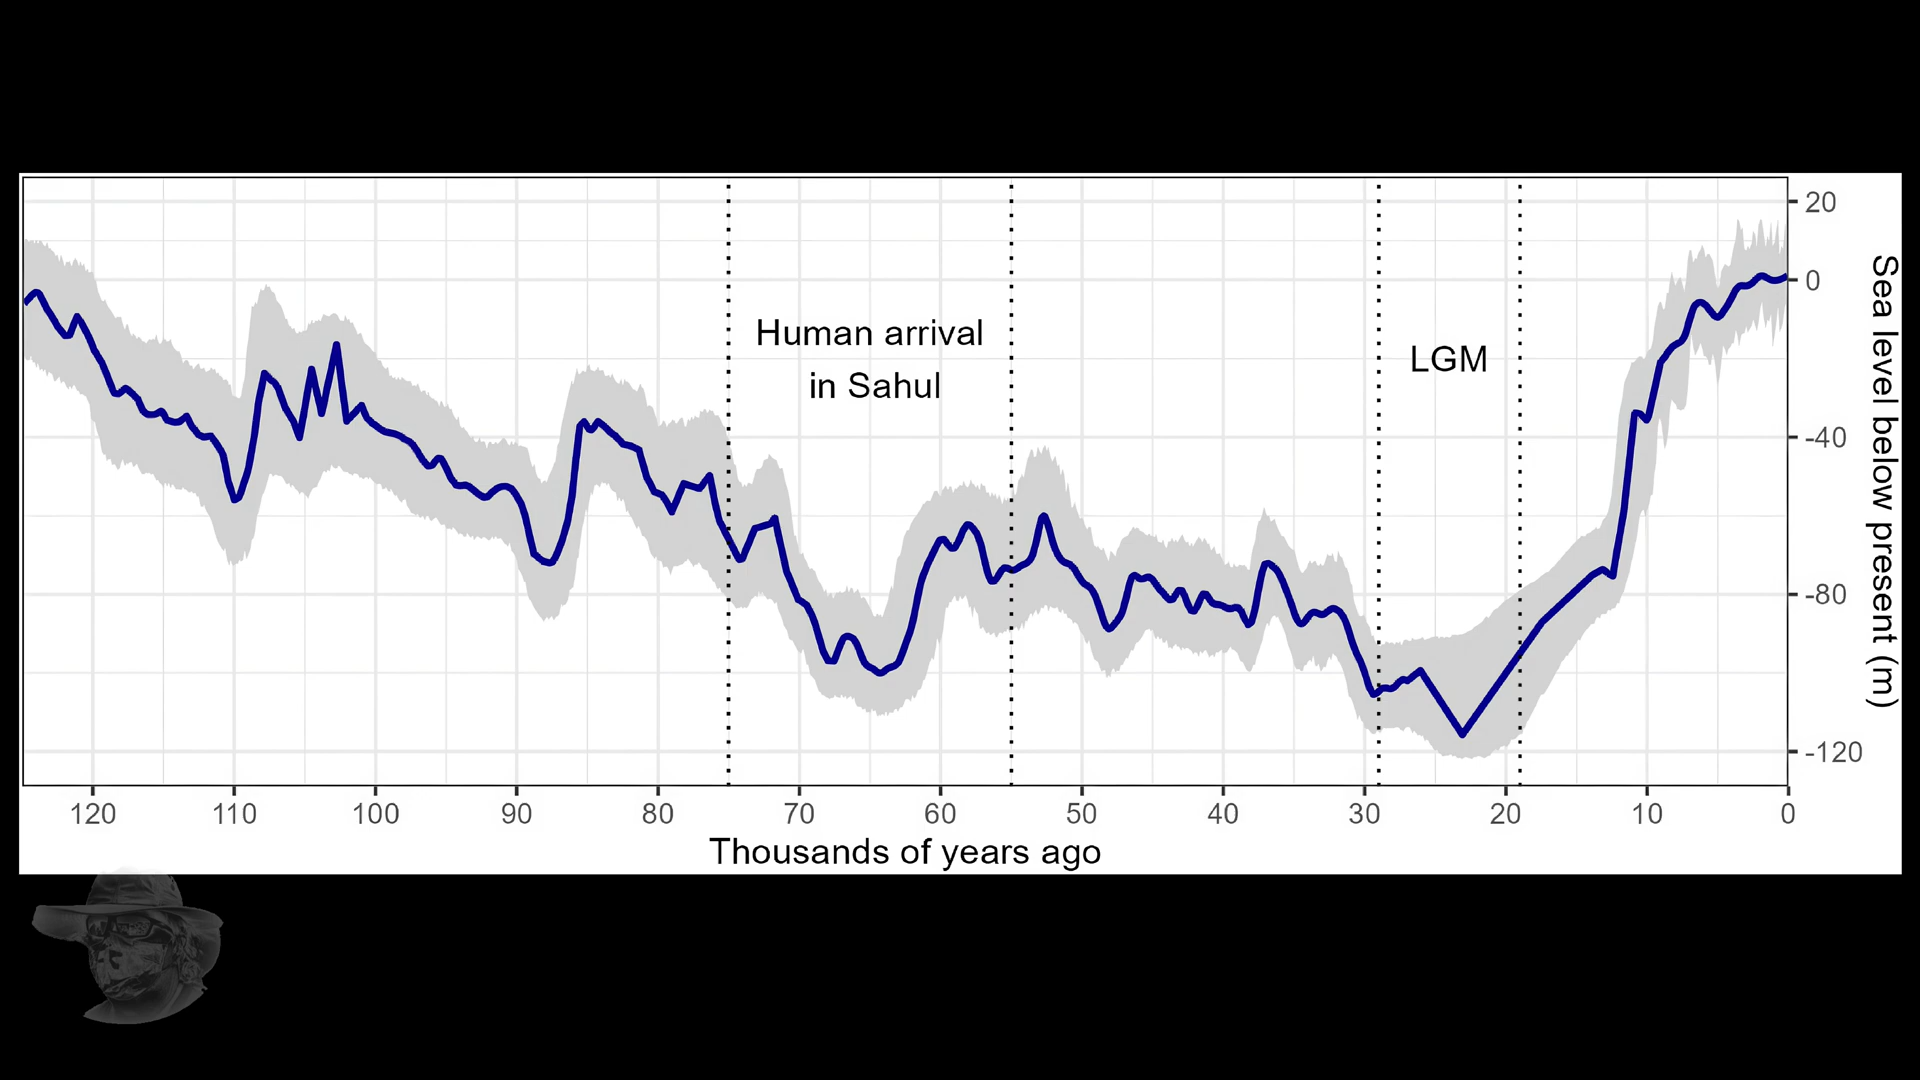 Human arrival
in Sahul
LGM
20
0
-40
-80
-120
Sea level below present (m)
120 110 100 90 80 70 60 50 40 30 20 10 0
Thousands of years ago